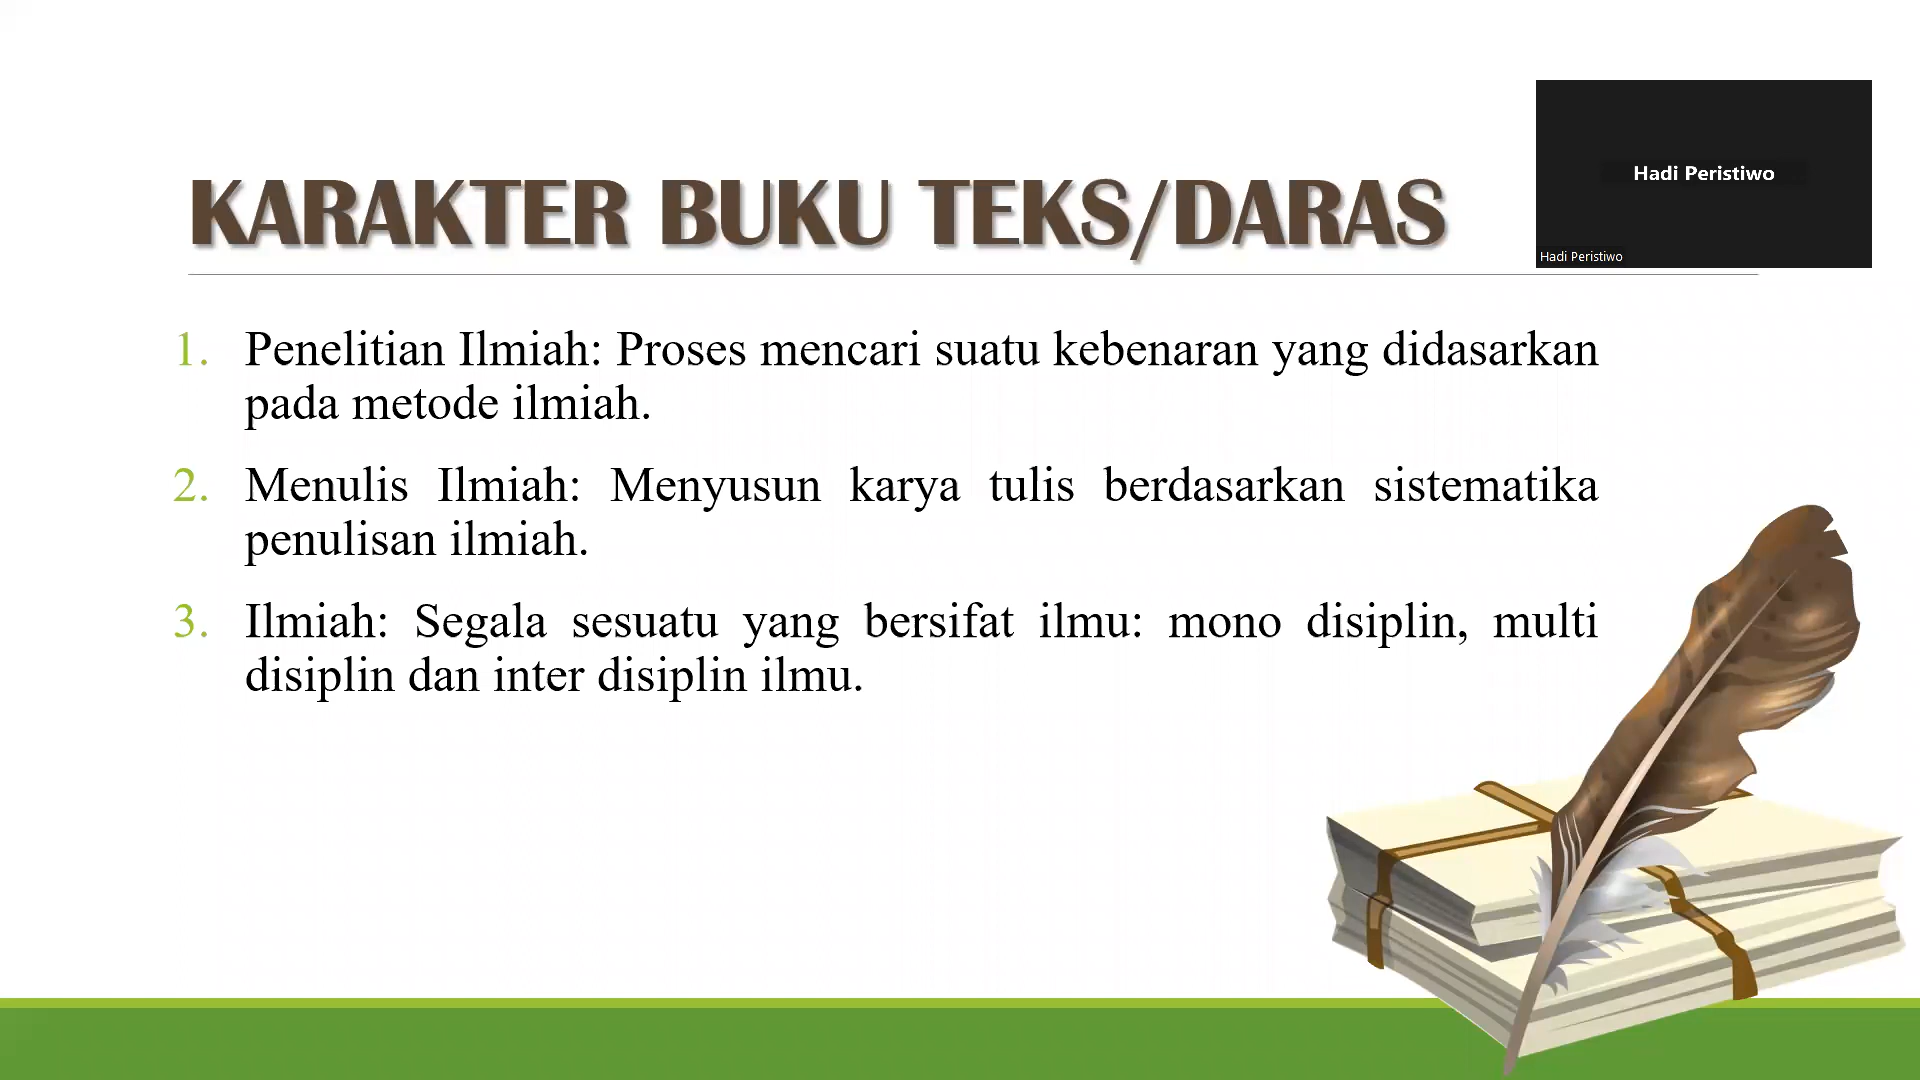 KARAKTER BUKU TEKS/DARAS
Hadi Peristiwo
Hadi Peristiwo
1. Penelitian Ilmiah: Proses mencari suatu kebenaran yang didasarkan
pada metode ilmiah.
2. Menulis Ilmiah: Menyusun karya tulis berdasarkan sistematika
penulisan ilmiah.
3. Ilmiah: Segala sesuatu yang bersifat ilmu: mono disiplin, multi
disiplin dan inter disiplin ilmu.